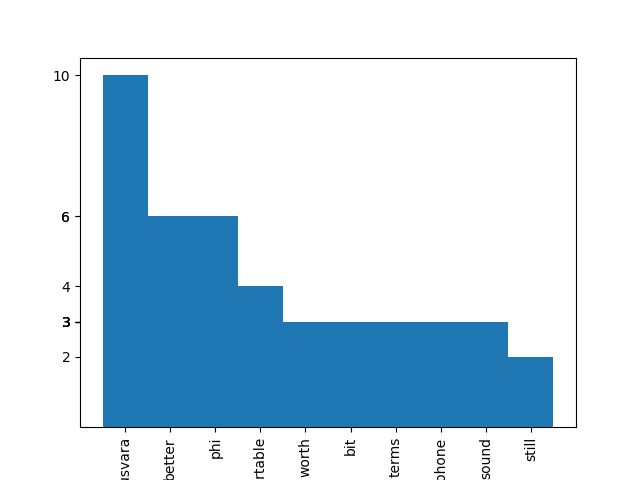 10
6
4
3
2
usvara
better
phi
rtable
worth
bit
terms
phone
sound
still